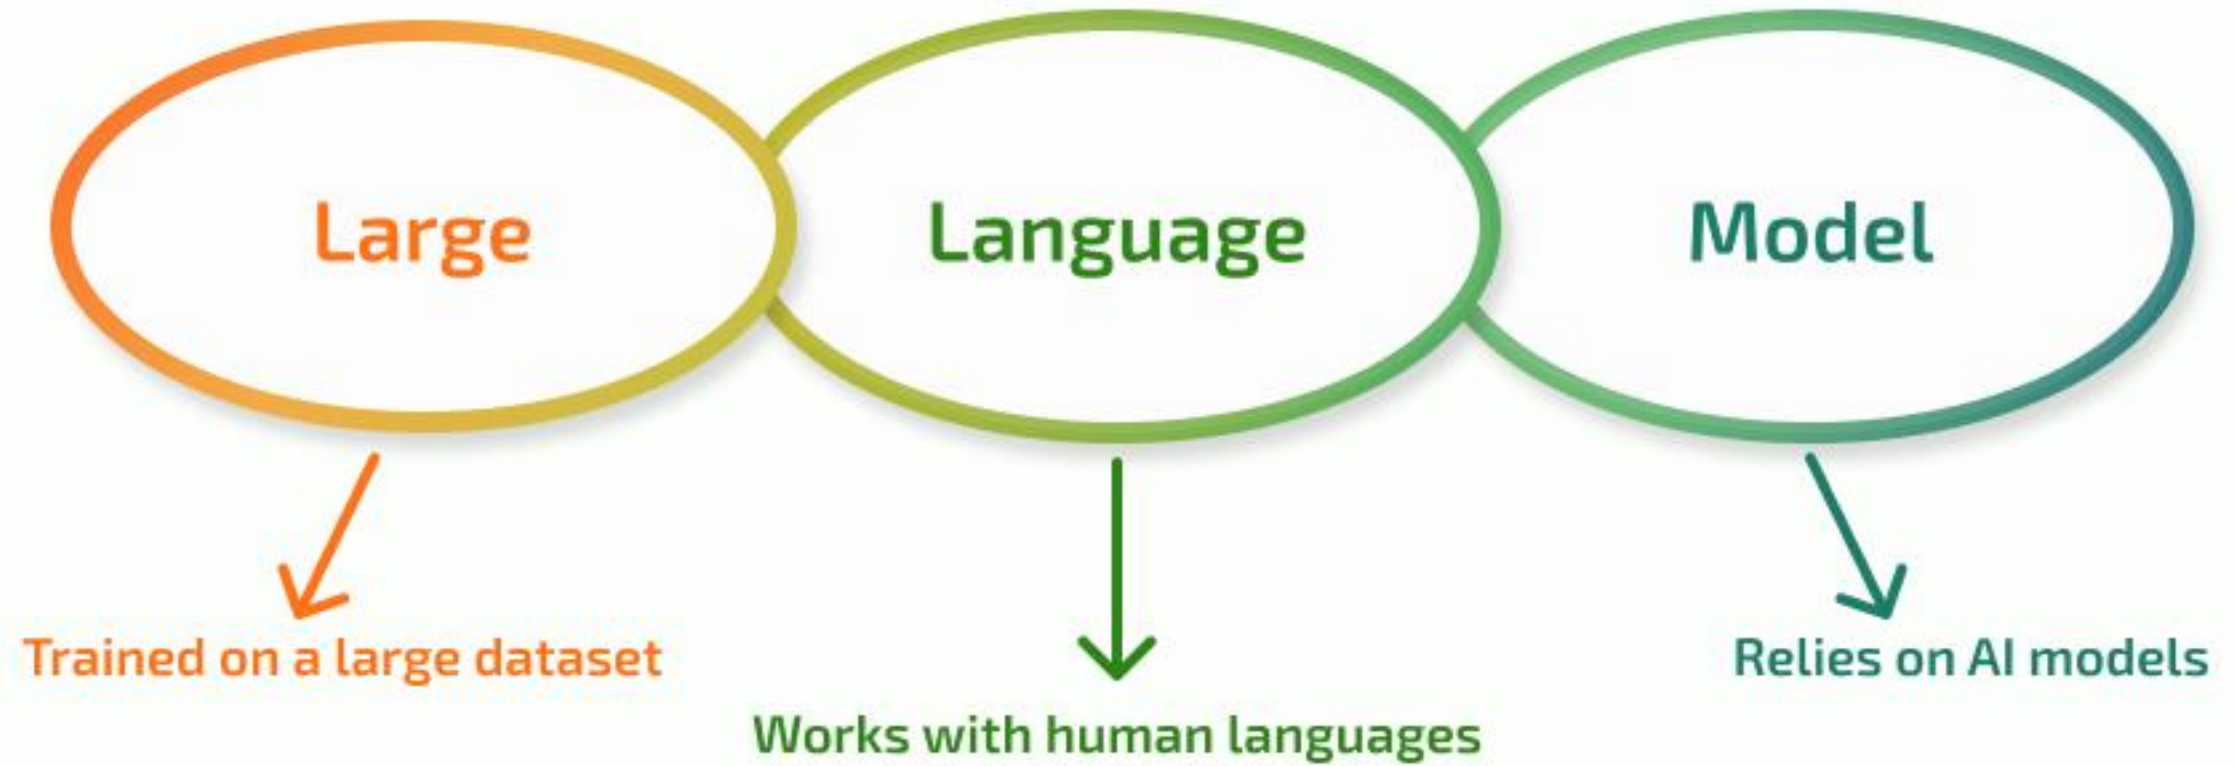 Large
Language
Model
Trained on a large dataset
Works with human languages
Relies on AI models